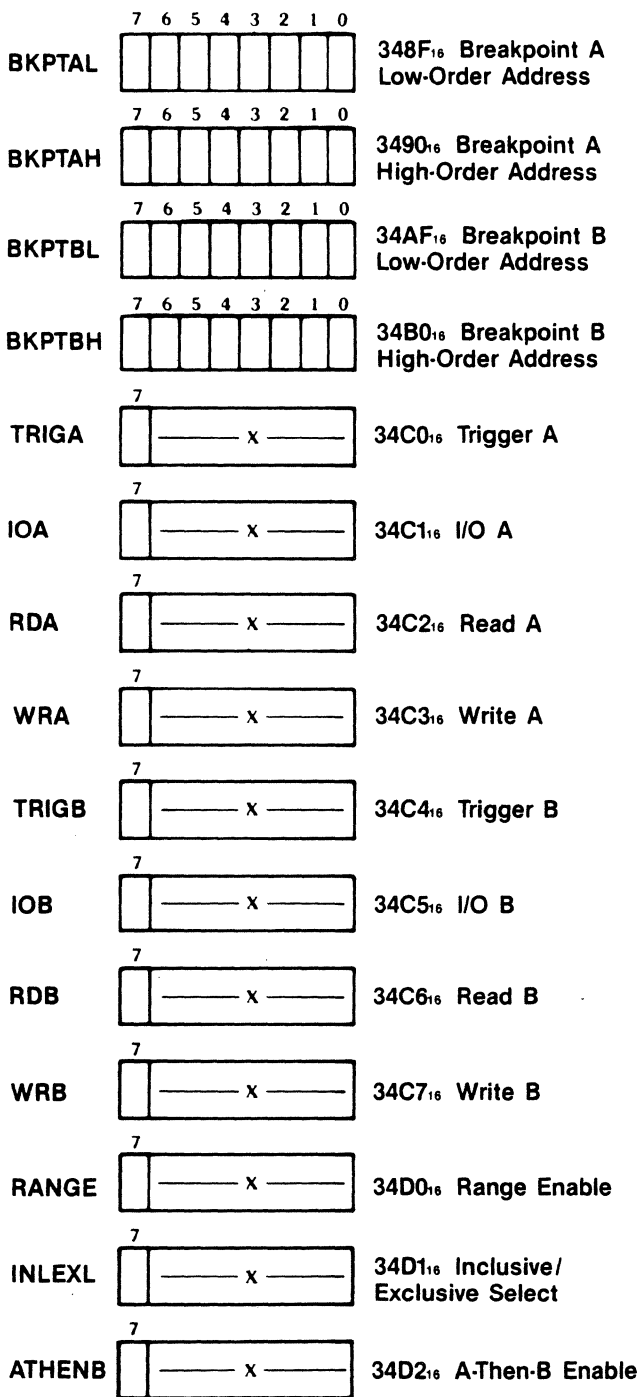 7 6 5 4 3 2 1 0
BKPTAL 348F₁₆ Breakpoint A
Low-Order Address
7 6 5 4 3 2 1 0
BKPTAH 3490₁₆ Breakpoint A
High-Order Address
7 6 5 4 3 2 1 0
BKPTBL 34AF₁₆ Breakpoint B
Low-Order Address
7 6 5 4 3 2 1 0
BKPTBH 34B0₁₆ Breakpoint B
High-Order Address
7
TRIGA X 34C0₁₆ Trigger A
7
IOA X 34C1₁₆ I/O A
7
RDA X 34C2₁₆ Read A
7
WRA X 34C3₁₆ Write A
7
TRIGB X 34C4₁₆ Trigger B
7
IOB X 34C5₁₆ I/O B
7
RDB X 34C6₁₆ Read B
7
WRB X 34C7₁₆ Write B
7
RANGE X 34D0₁₆ Range Enable
7
INLEXL X 34D1₁₆ Inclusive/
Exclusive Select
7
ATHENB X 34D2₁₆ A-Then-B Enable